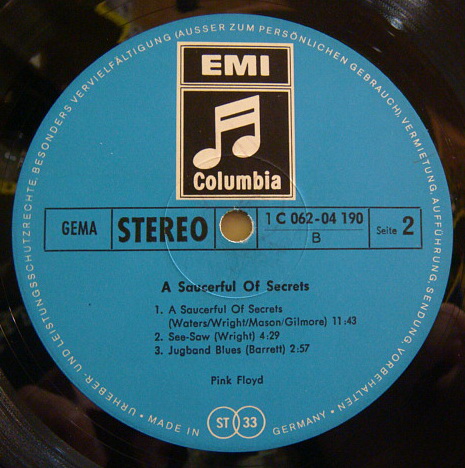 EMI
Columbia
GEMA
STEREO
1 C 062-04 190
B
Seite 2
A Saucerful Of Secrets
1. A Saucerful Of Secrets
(Waters/Wright/Mason/Gilmore) 11:43
2. See-Saw (Wright) 4:29
3. Jugband Blues (Barrett) 2:57
Pink Floyd
ST 33
URHEBER- UND LEISTUNGSSCHUTZRECHTE, BESONDERS VERVIELFÄLTIGUNG (AUSSER ZUM PERSÖNLICHEN GEBRAUCH), VERMIETUNG, AUFFÜHRUNG, SENDUNG, VORBEHALTEN
• MADE IN GERMANY •